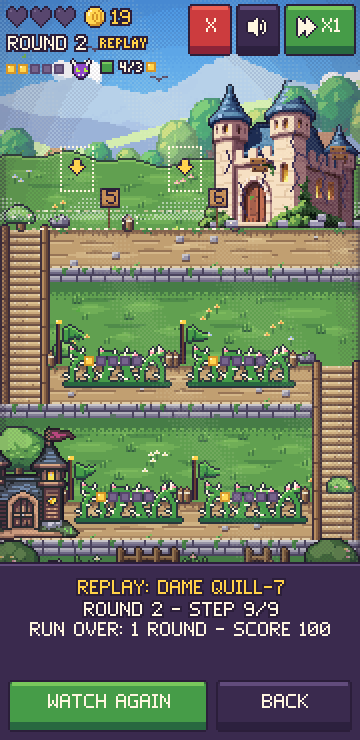 19
X
X1
ROUND 2 REPLAY
4/3
5
6
REPLAY: DAME QUILL-7
ROUND 2 - STEP 9/9
RUN OVER: 1 ROUND - SCORE 100
WATCH AGAIN
BACK